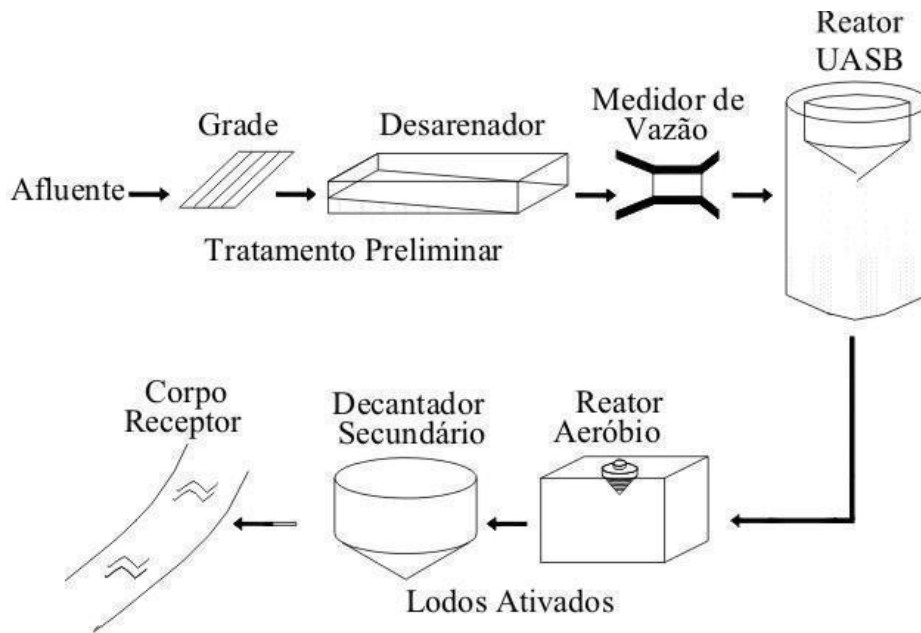 Reator
UASB
Medidor de
Vazão
Grade
Desarenador
Afluente
Tratamento Preliminar
Corpo
Receptor
Decantador
Secundário
Reator
Aeróbio
Lodos Ativados